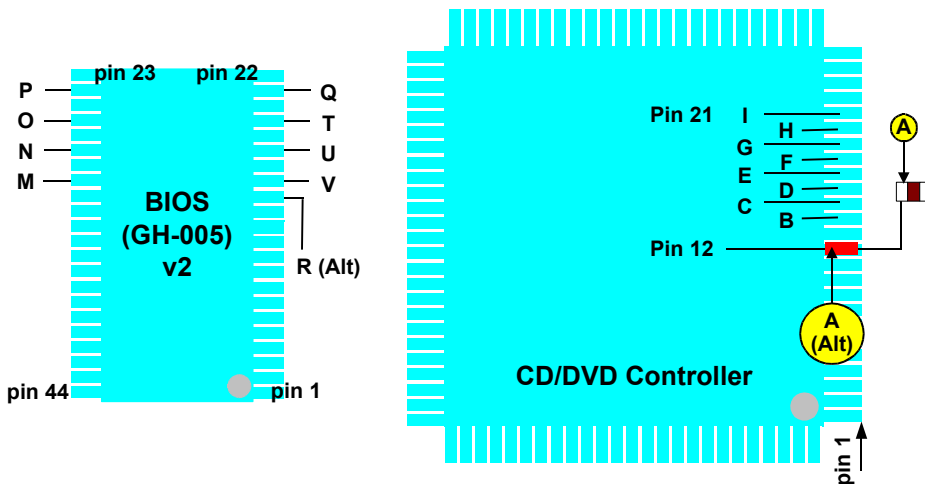 pin 23 pin 22
P Q
O T
N U
M V
BIOS
(GH-005)
v2
R (Alt)
pin 44 pin 1
Pin 21 I
H
G
F
E
D
C
B
Pin 12
A
A
(Alt)
CD/DVD Controller
pin 1